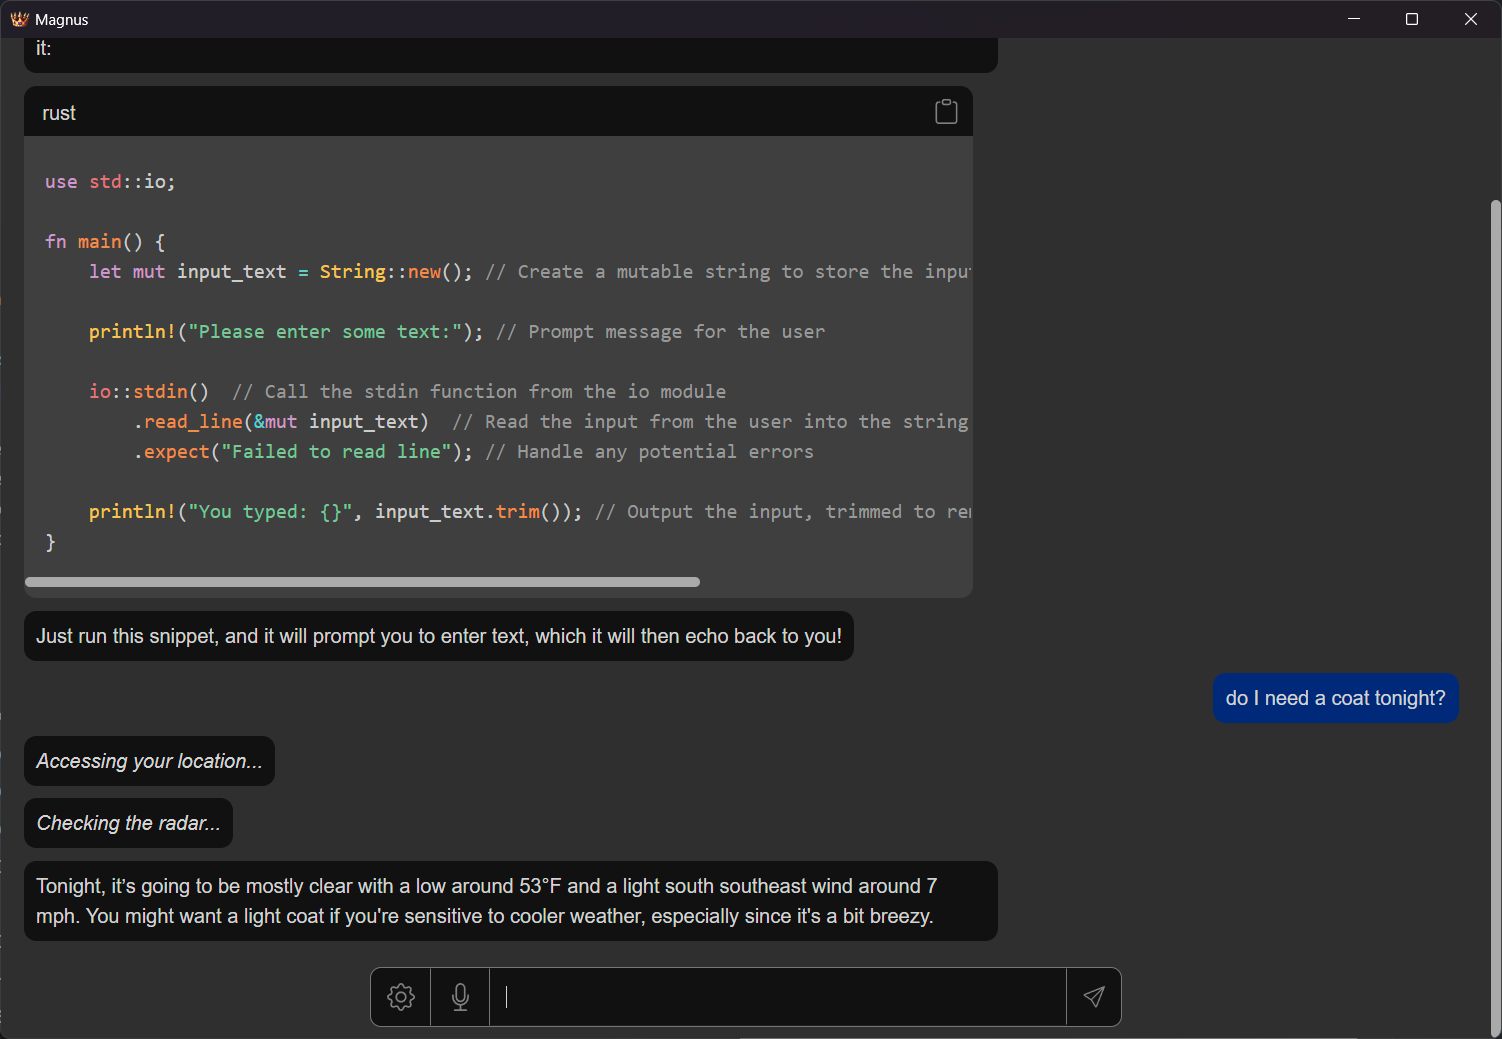 Magnus
it:
rust
use std::io;
fn main() {
let mut input_text = String::new(); // Create a mutable string to store the
println!("Please enter some text:"); // Prompt message for the user
io::stdin()  // Call the stdin function from the io module
.read_line(&mut input_text)  // Read the input from the user into the string
.expect("Failed to read line"); // Handle any potential errors
println!("You typed: {}", input_text.trim()); // Output the input, trimmed to
}
Just run this snippet, and it will prompt you to enter text, which it will then echo back to you!
do I need a coat tonight?
Accessing your location...
Checking the radar...
Tonight, it’s going to be mostly clear with a low around 53°F and a light south southeast wind around 7
mph. You might want a light coat if you're sensitive to cooler weather, especially since it's a bit breezy.